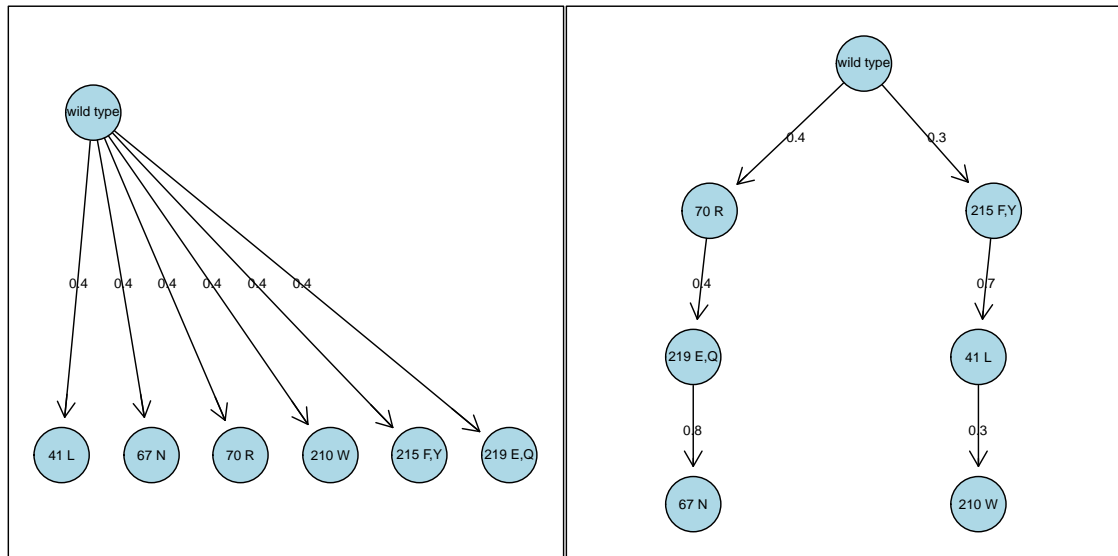 wild type
0.4 0.4 0.4 0.4 0.4 0.4
41 L 67 N 70 R 210 W 215 F,Y 219 E,Q
wild type
0.4 0.3
70 R 215 F,Y
0.4 0.7
219 E,Q 41 L
0.8 0.3
67 N 210 W